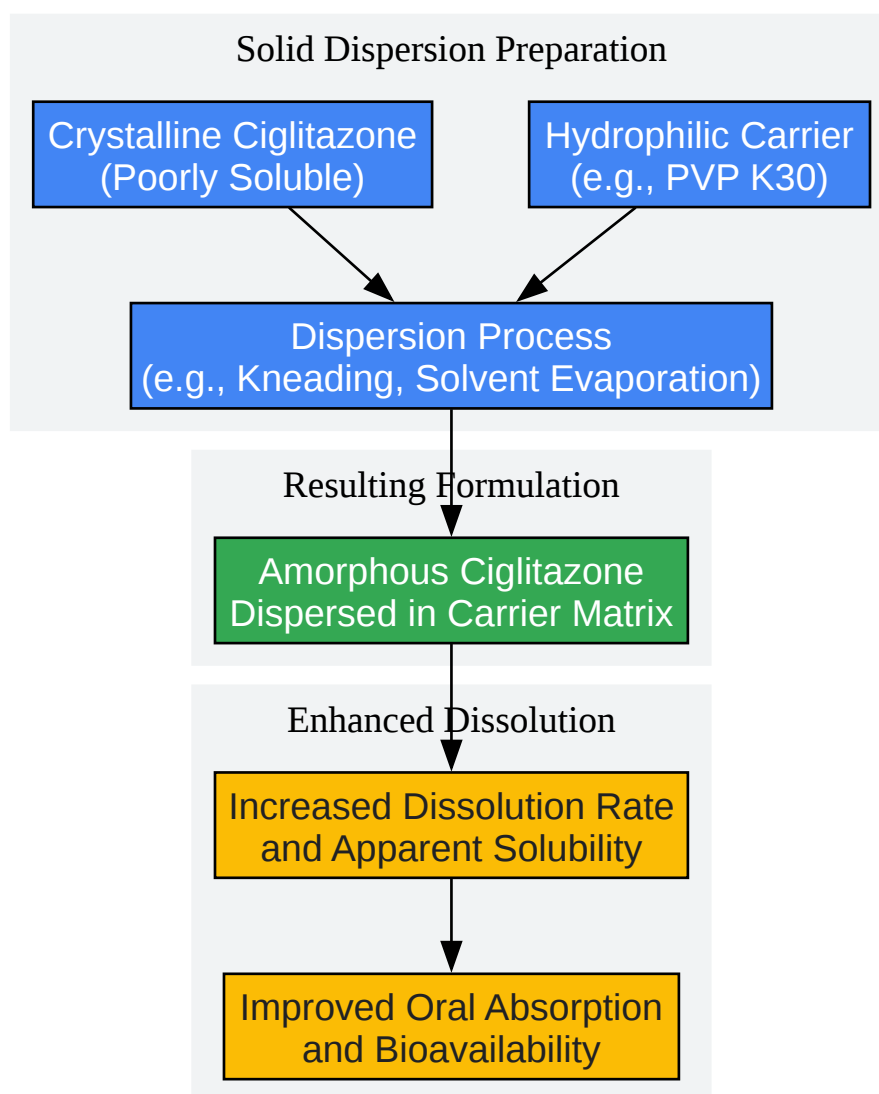 Solid Dispersion Preparation
Crystalline Ciglitazone
(Poorly Soluble)
Hydrophilic Carrier
(e.g., PVP K30)
Dispersion Process
(e.g., Kneading, Solvent Evaporation)
Resulting Formulation
Amorphous Ciglitazone
Dispersed in Carrier Matrix
Enhanced Dissolution
Increased Dissolution Rate
and Apparent Solubility
Improved Oral Absorption
and Bioavailability